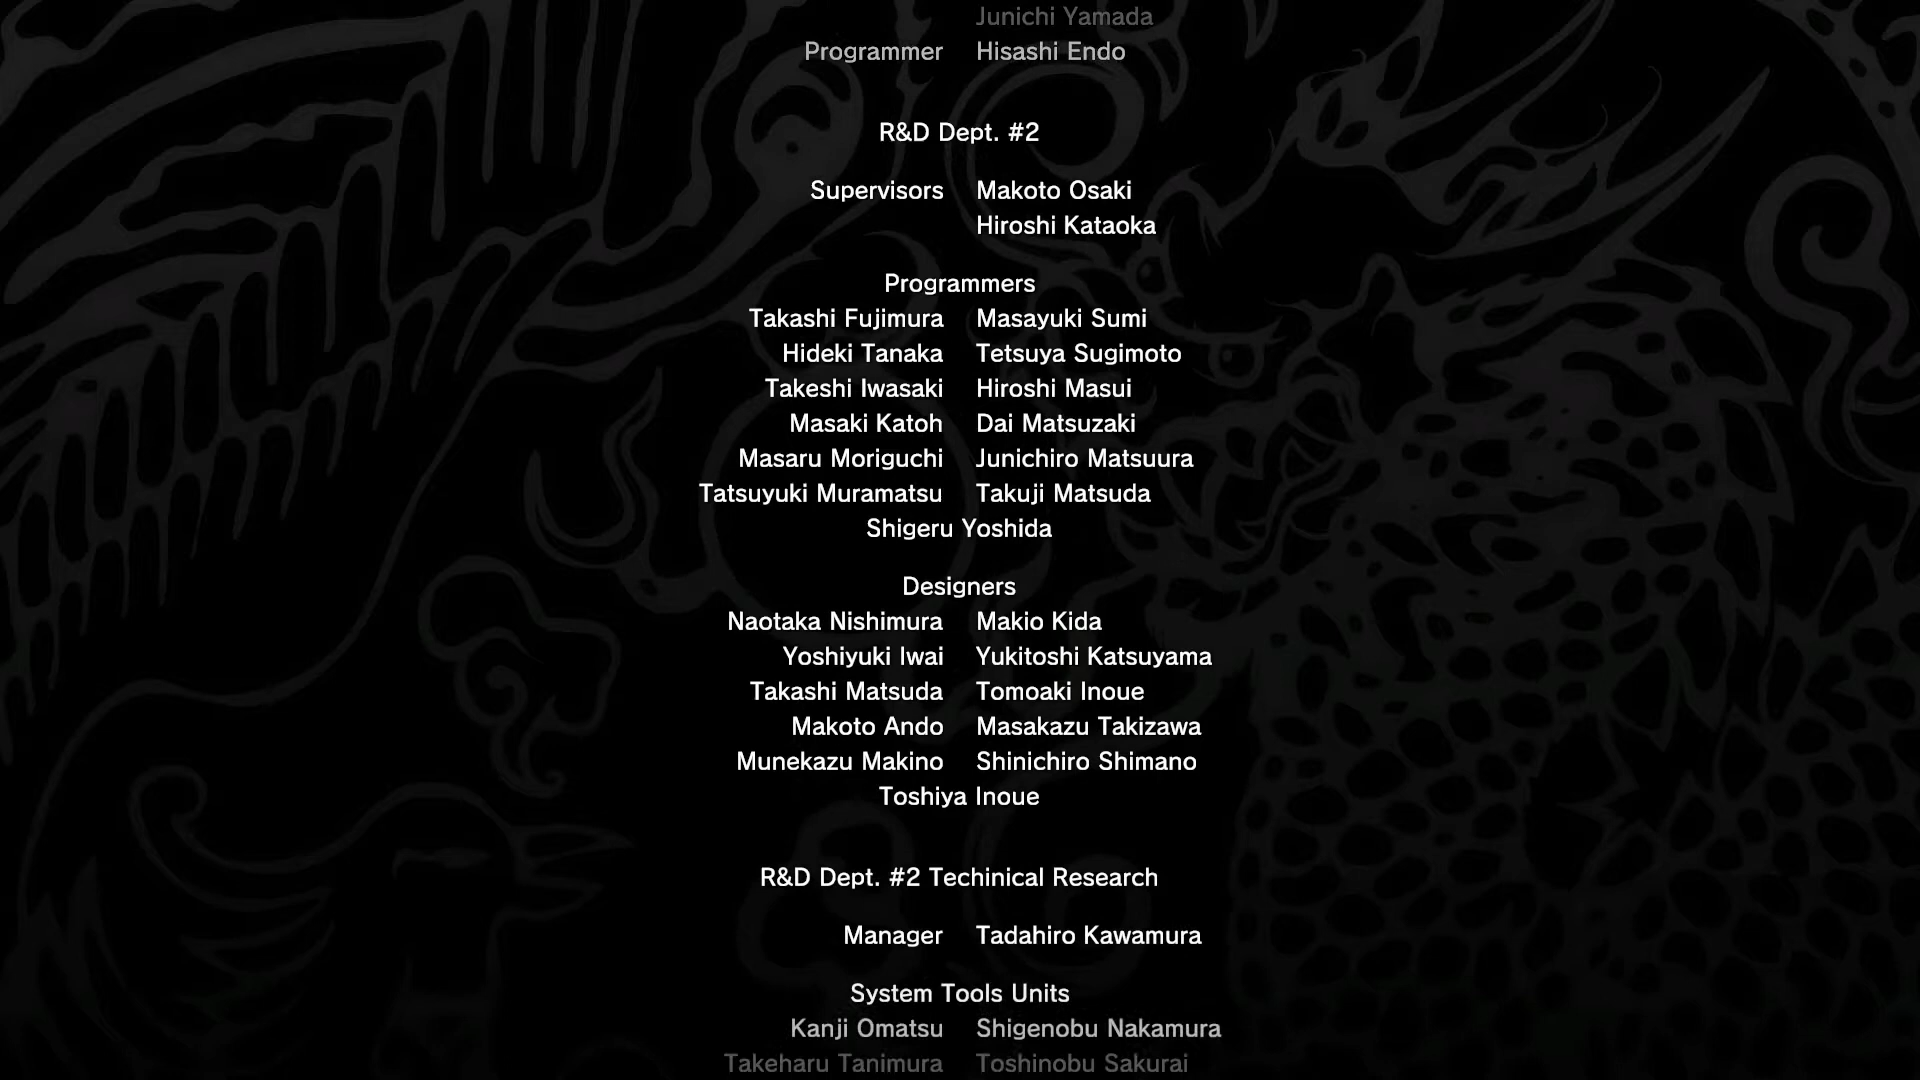 Junichi Yamada
Programmer Hisashi Endo
R&D Dept. #2
Supervisors Makoto Osaki
Hiroshi Kataoka
Programmers
Takashi Fujimura Masayuki Sumi
Hideki Tanaka Tetsuya Sugimoto
Takeshi Iwasaki Hiroshi Masui
Masaki Katoh Dai Matsuzaki
Masaru Moriguchi Junichiro Matsuura
Tatsuyuki Muramatsu Takuji Matsuda
Shigeru Yoshida
Designers
Naotaka Nishimura Makio Kida
Yoshiyuki Iwai Yukitoshi Katsuyama
Takashi Matsuda Tomoaki Inoue
Makoto Ando Masakazu Takizawa
Munekazu Makino Shinichiro Shimano
Toshiya Inoue
R&D Dept. #2 Techinical Research
Manager Tadahiro Kawamura
System Tools Units
Kanji Omatsu Shigenobu Nakamura
Takeharu Tanimura Toshinobu Sakurai